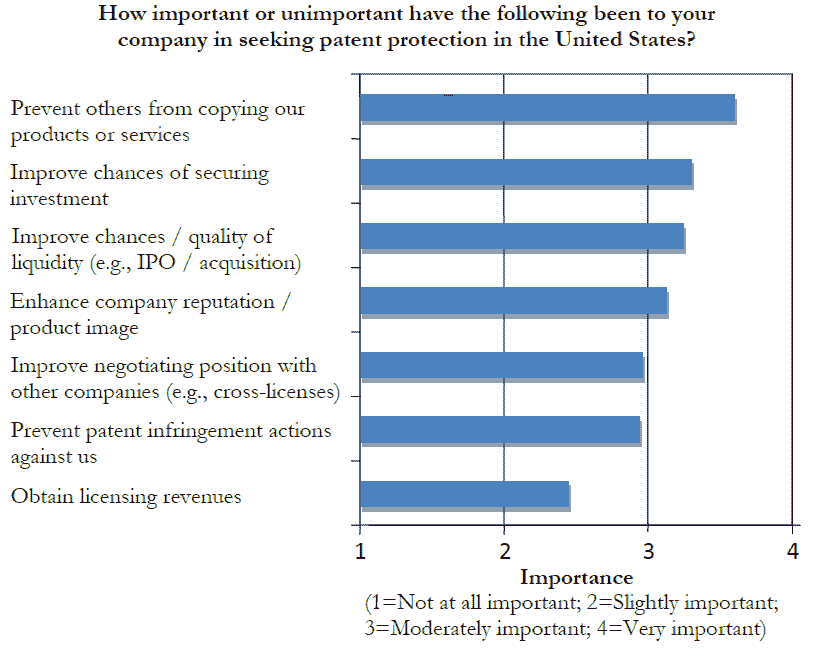 How important or unimportant have the following been to your
company in seeking patent protection in the United States?
Prevent others from copying our
products or services
Improve chances of securing
investment
Improve chances / quality of
liquidity (e.g., IPO / acquisition)
Enhance company reputation /
product image
Improve negotiating position with
other companies (e.g., cross-licenses)
Prevent patent infringement actions
against us
Obtain licensing revenues
1 2 3 4
Importance
(1=Not at all important; 2=Slightly important;
3=Moderately important; 4=Very important)